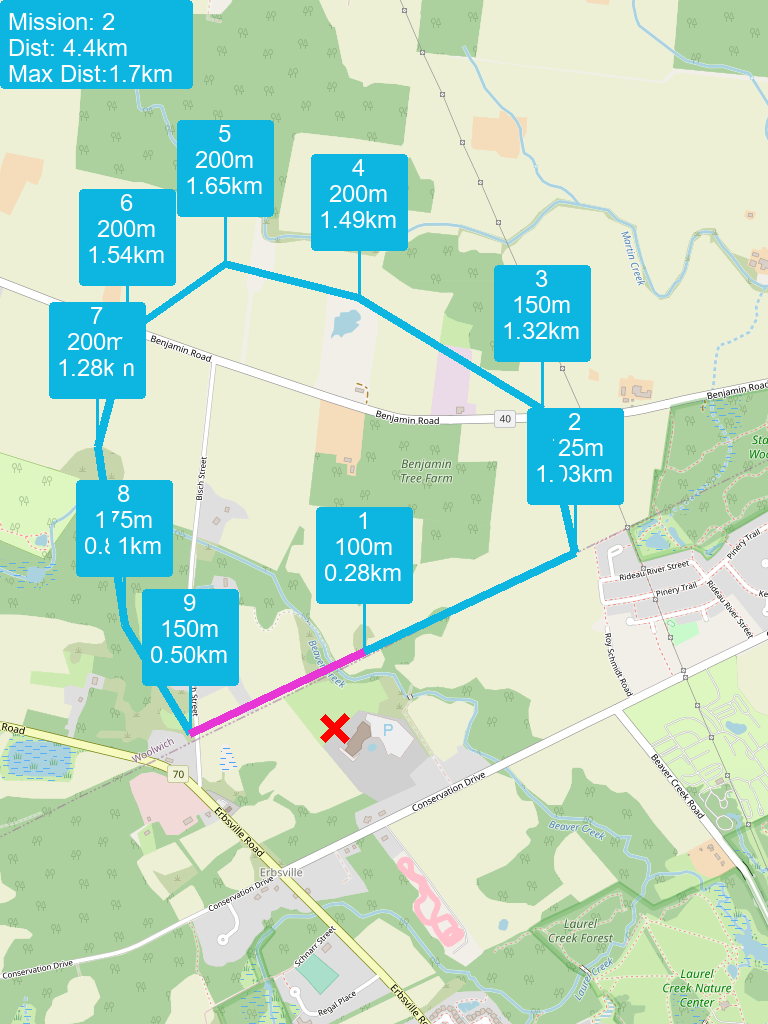 Mission: 2
Dist: 4.4km
Max Dist:1.7km
5
200m
1.65km
4
200m
1.49km
6
200m
1.54km
Martin Creek
3
150m
1.32km
7
200m
Benjamin Road
Benjamin Road
Benjamin Road
40
2
1.03km
Benjamin
Tree Farm
Bisch Street
8
175m
1
100m
0.28km
Pinery Trail
Rideau River Street
Pinery Trail
Rideau River Street
9
150m
0.50km
Roy Schmidt Road
Beaver Creek
Woolwich
Road
70
P
Conservation Drive
Beaver Creek Road
Erbsville Road
Beaver Creek
Erbsville
Conservation Drive
Laurel
Creek Forest
Schnarr Street
Conservation Drive
Laurel Creek
Laurel
Creek Nature
Center
Regal Place
Erbsville